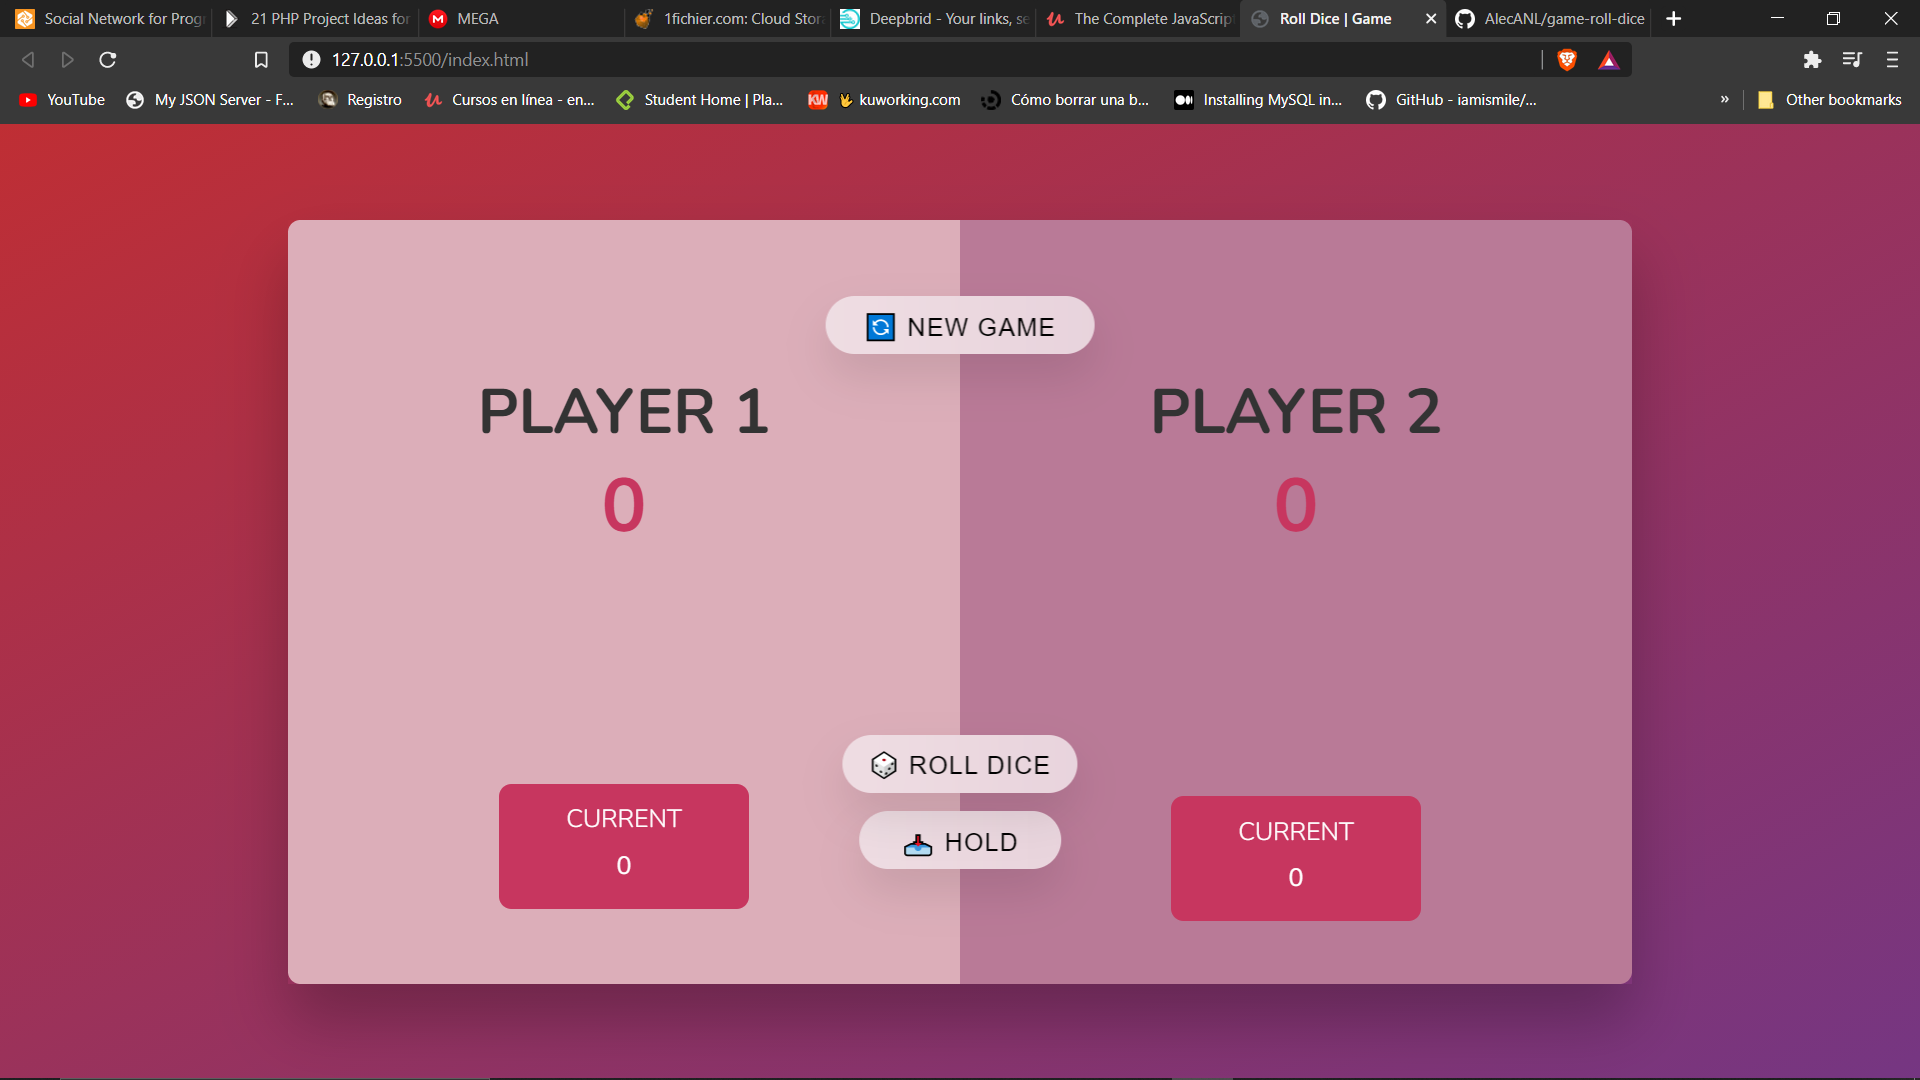 Social Network for Prog
21 PHP Project Ideas for
MEGA
1fichier.com: Cloud Stor
Deepbrid - Your links, se
The Complete JavaScrip
Roll Dice | Game
AlecANL/game-roll-dice
127.0.0.1:5500/index.html
YouTube
My JSON Server - F...
Registro
Cursos en línea - en...
Student Home | Pla...
KW kuworking.com
Cómo borrar una b...
Installing MySQL in...
GitHub - iamismile/...
»
Other bookmarks
NEW GAME
PLAYER 1
0
PLAYER 2
0
ROLL DICE
HOLD
CURRENT
0
CURRENT
0